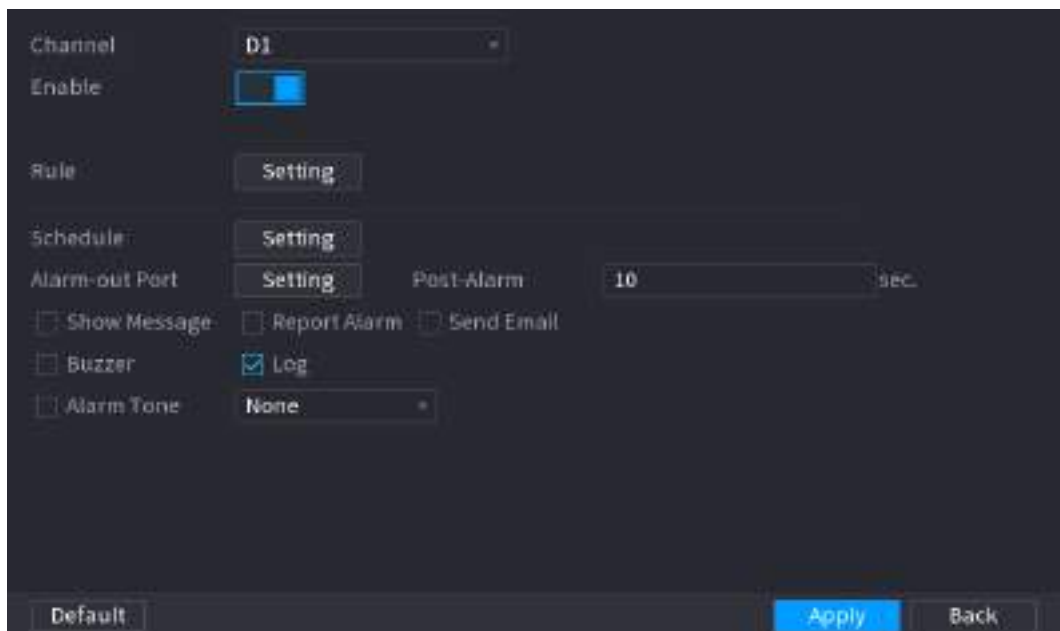 Channel D1
Enable
Rule Setting
Schedule Setting
Alarm-out Port Setting Post-Alarm 10 sec.
Show Message Report Alarm Send Email
Buzzer Log
Alarm Tone None
Default Apply Back